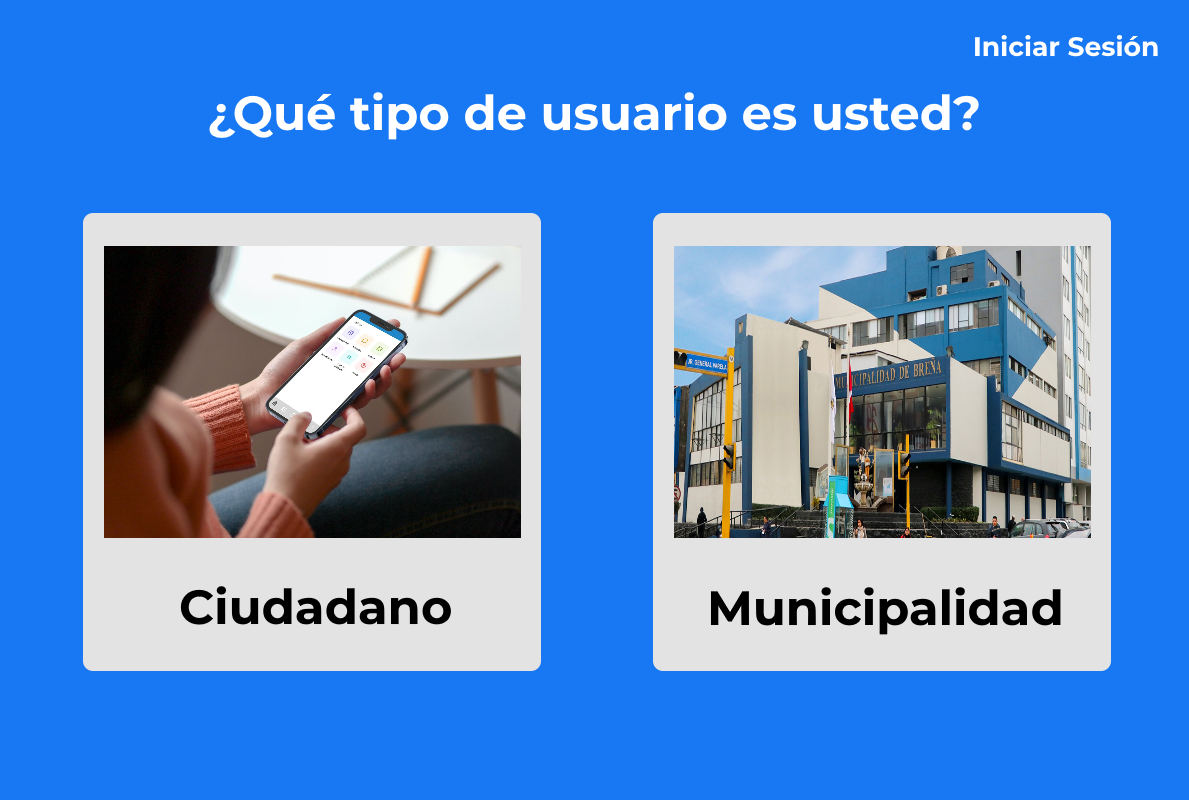 Iniciar Sesión
¿Qué tipo de usuario es usted?
JR. GENERAL VARELA
MUNICIPALIDAD DE BREÑA
Ciudadano
Municipalidad